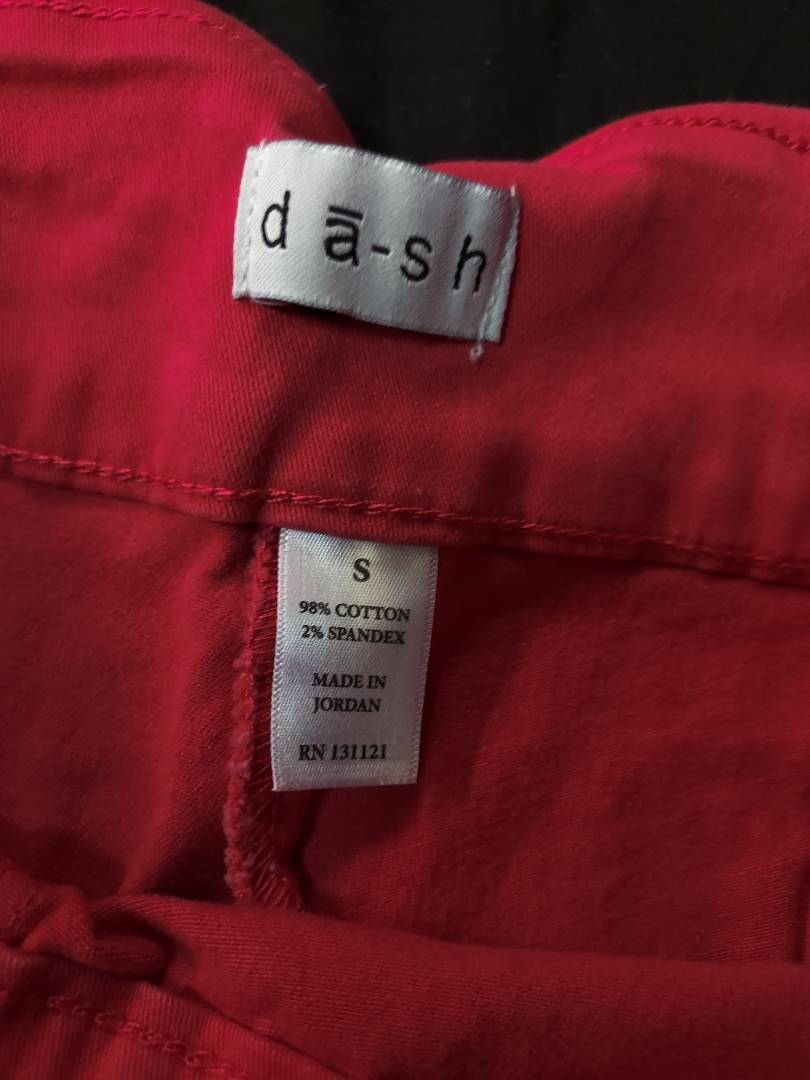 dā-sh
S
98% COTTON
2% SPANDEX
MADE IN
JORDAN
RN 131121